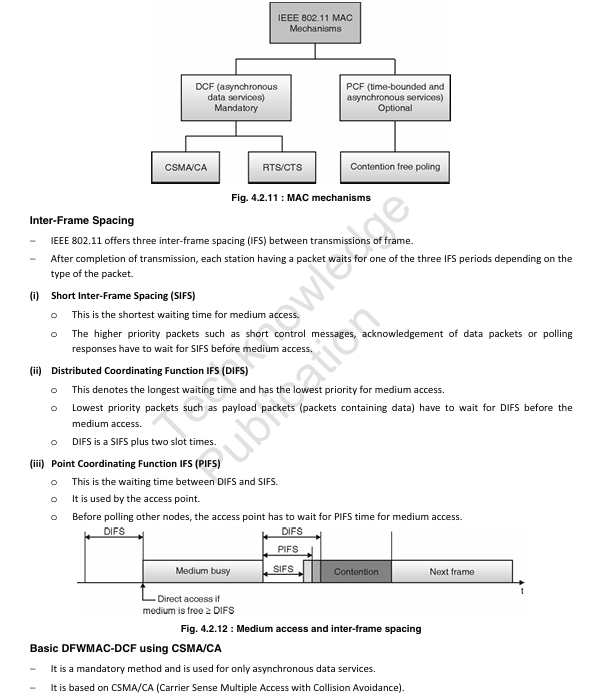 IEEE 802.11 MAC
Mechanisms
DCF (asynchronous
data services)
Mandatory
PCF (time-bounded and
asynchronous services)
Optional
CSMA/CA
RTS/CTS
Contention free poling
Fig. 4.2.11 : MAC mechanisms
Inter-Frame Spacing
– IEEE 802.11 offers three inter-frame spacing (IFS) between transmissions of frame.
– After completion of transmission, each station having a packet waits for one of the three IFS periods depending on the
type of the packet.
(i) Short Inter-Frame Spacing (SIFS)
o This is the shortest waiting time for medium access.
o The higher priority packets such as short control messages, acknowledgement of data packets or polling
responses have to wait for SIFS before medium access.
(ii) Distributed Coordinating Function IFS (DIFS)
o This denotes the longest waiting time and has the lowest priority for medium access.
o Lowest priority packets such as payload packets (packets containing data) have to wait for DIFS before the
medium access.
o DIFS is a SIFS plus two slot times.
(iii) Point Coordinating Function IFS (PIFS)
o This is the waiting time between DIFS and SIFS.
o It is used by the access point.
o Before polling other nodes, the access point has to wait for PIFS time for medium access.
DIFS
DIFS
PIFS
SIFS
Medium busy
Contention
Next frame
t
Direct access if
medium is free ≥ DIFS
Fig. 4.2.12 : Medium access and inter-frame spacing
Basic DFWMAC-DCF using CSMA/CA
– It is a mandatory method and is used for only asynchronous data services.
– It is based on CSMA/CA (Carrier Sense Multiple Access with Collision Avoidance).
Techknowledge
Publication